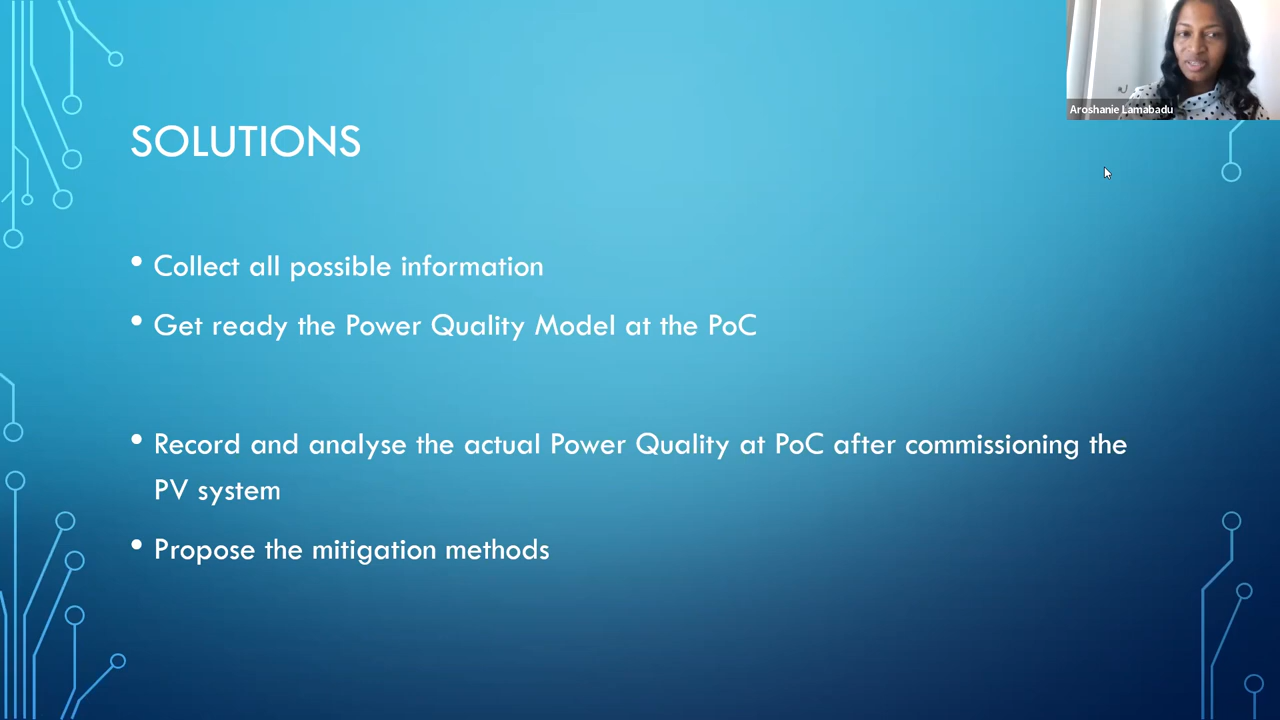 Aroshanie Lamabadu
SOLUTIONS
• Collect all possible information
• Get ready the Power Quality Model at the PoC
• Record and analyse the actual Power Quality at PoC after commissioning the
PV system
• Propose the mitigation methods